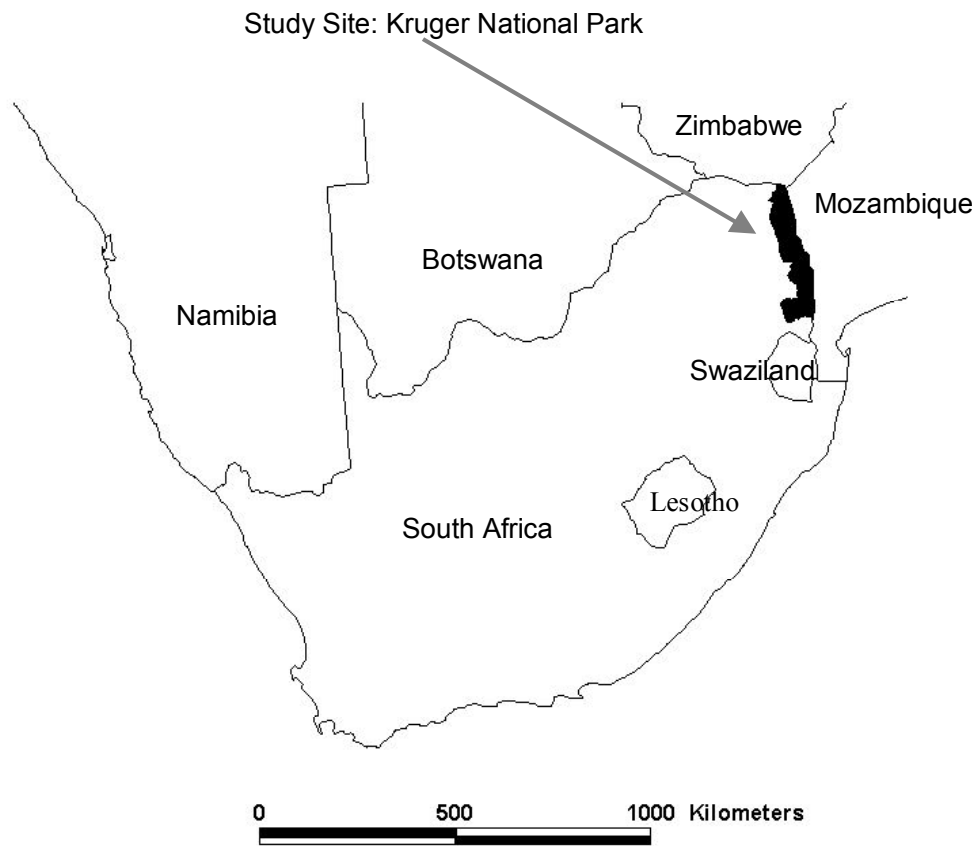 Study Site: Kruger National Park
Zimbabwe
Mozambique
Botswana
Namibia
Swaziland
Lesotho
South Africa
0 500 1000 Kilometers